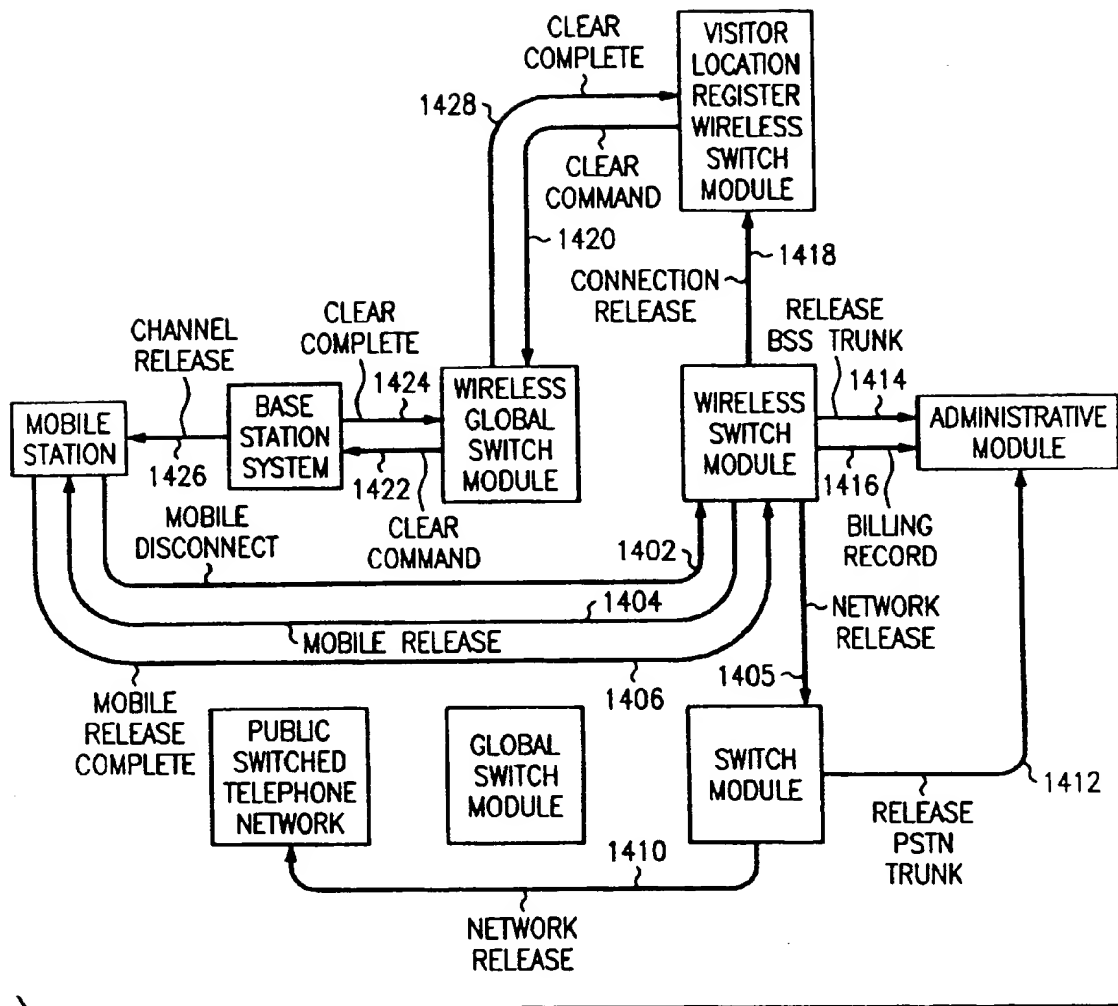 CLEAR
COMPLETE
1428
VISITOR
LOCATION
REGISTER
WIRELESS
SWITCH
MODULE
CLEAR
COMMAND
1420
1418
CONNECTION
RELEASE
CHANNEL
RELEASE
CLEAR
COMPLETE
1424
RELEASE
BSS TRUNK
1414
MOBILE
STATION
1426
BASE
STATION
SYSTEM
1422
WIRELESS
GLOBAL
SWITCH
MODULE
WIRELESS
SWITCH
MODULE
ADMINISTRATIVE
MODULE
1416
BILLING
RECORD
MOBILE
DISCONNECT
CLEAR
COMMAND
1402
1404
MOBILE RELEASE
NETWORK
RELEASE
1405
1406
MOBILE
RELEASE
COMPLETE
PUBLIC
SWITCHED
TELEPHONE
NETWORK
GLOBAL
SWITCH
MODULE
SWITCH
MODULE
1412
RELEASE
PSTN
TRUNK
1410
NETWORK
RELEASE